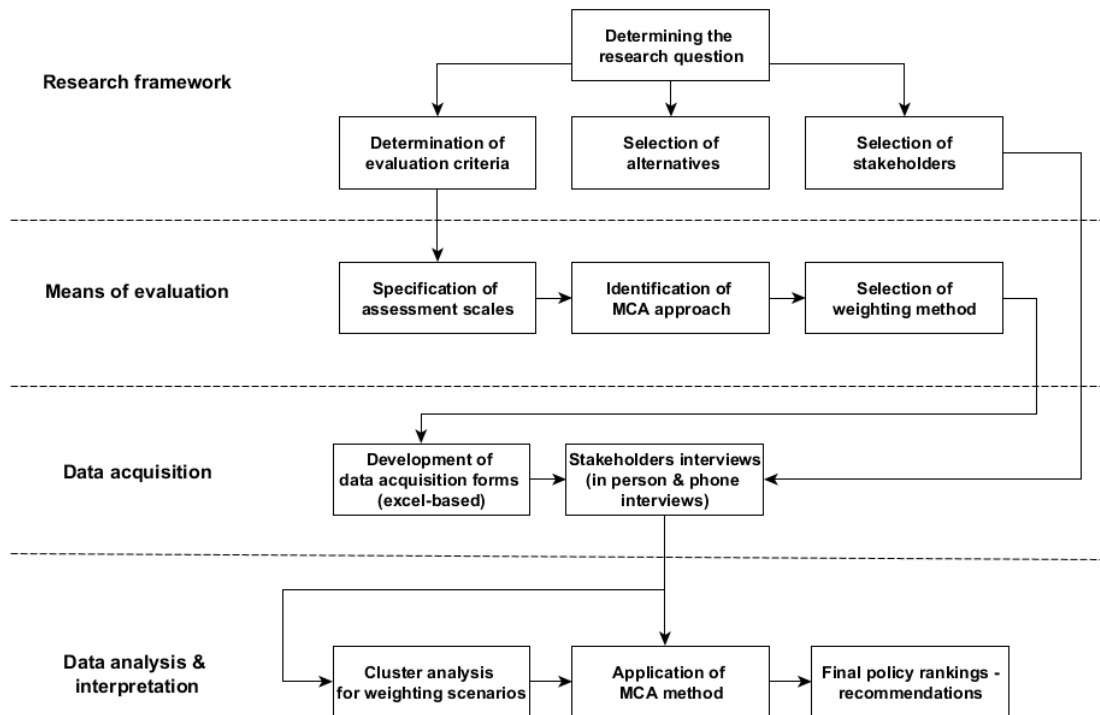 Determining the
research question
Research framework
Determination of
evaluation criteria
Selection of
alternatives
Selection of
stakeholders
Means of evaluation
Specification of
assessment scales
Identification of
MCA approach
Selection of
weighting method
Data acquisition
Development of
data acquisition forms
(excel-based)
Stakeholders interviews
(in person & phone
interviews)
Data analysis &
interpretation
Cluster analysis
for weighting scenarios
Application of
MCA method
Final policy rankings -
recommendations